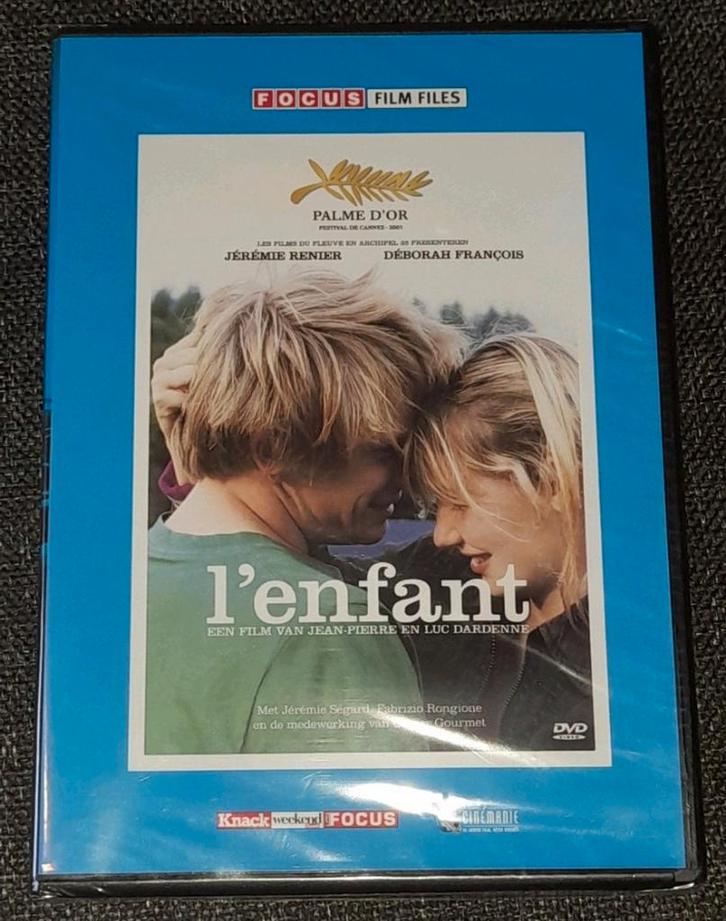 FOCUS FILM FILES
PALME D'OR
FESTIVAL DE CANNES - 2005
LES FILMS DU FLEUVE EN ARCHIPEL 35 PRESENTEREN
JÉRÉMIE RENIER DÉBORAH FRANÇOIS
l'enfant
EEN FILM VAN JEAN-PIERRE EN LUC DARDENNE
Met Jérémie Segard, Fabrizio Rongione
en de medewerking van Gourmet
DVD
VIDEO
Knack weekend FOCUS
CINÉMANIE